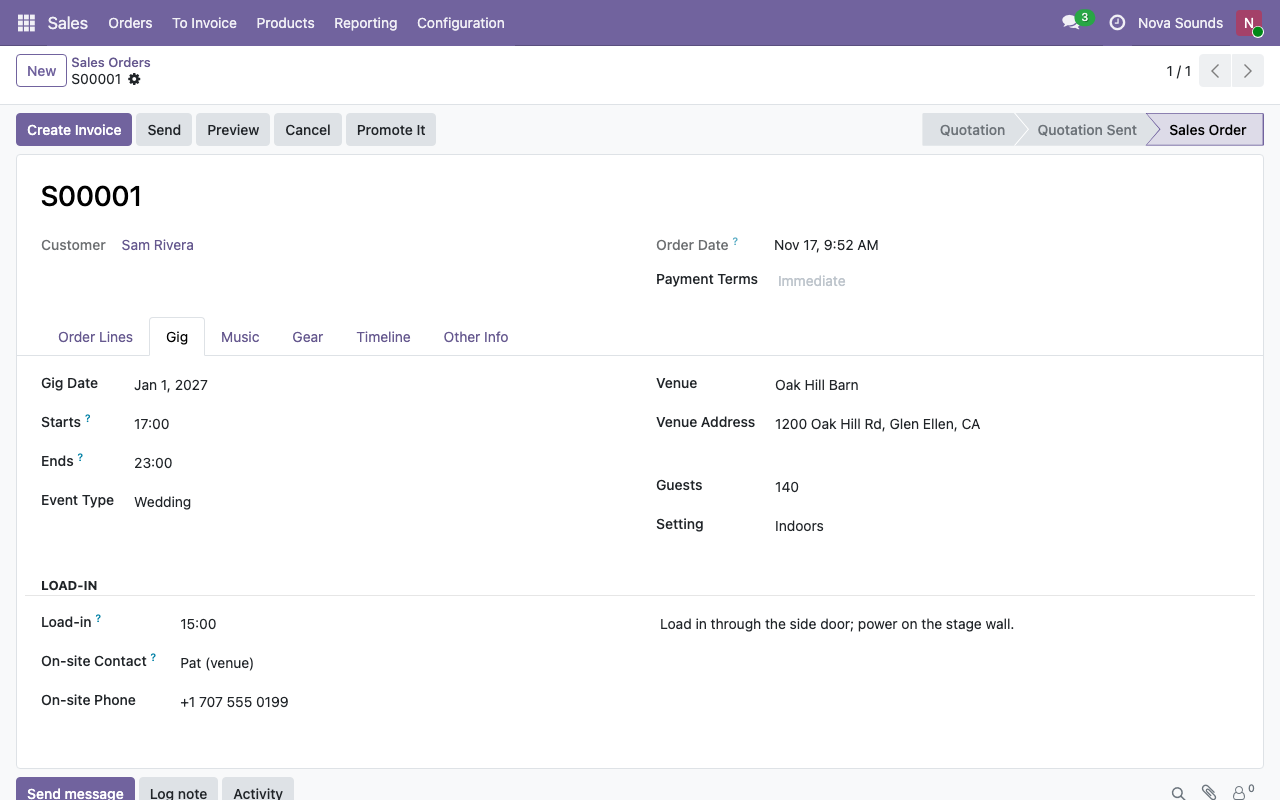 Sales Orders To Invoice Products Reporting Configuration 3 Nova Sounds N
New Sales Orders
S00001 1 / 1
Create Invoice Send Preview Cancel Promote It Quotation Quotation Sent Sales Order
S00001
Customer Sam Rivera Order Date ? Nov 17, 9:52 AM
Payment Terms Immediate
Order Lines Gig Music Gear Timeline Other Info
Gig Date Jan 1, 2027 Venue Oak Hill Barn
Starts ? 17:00 Venue Address 1200 Oak Hill Rd, Glen Ellen, CA
Ends ? 23:00
Guests 140
Event Type Wedding
Setting Indoors
LOAD-IN
Load-in ? 15:00 Load in through the side door; power on the stage wall.
On-site Contact ? Pat (venue)
On-site Phone +1 707 555 0199
Send message Log note Activity 0